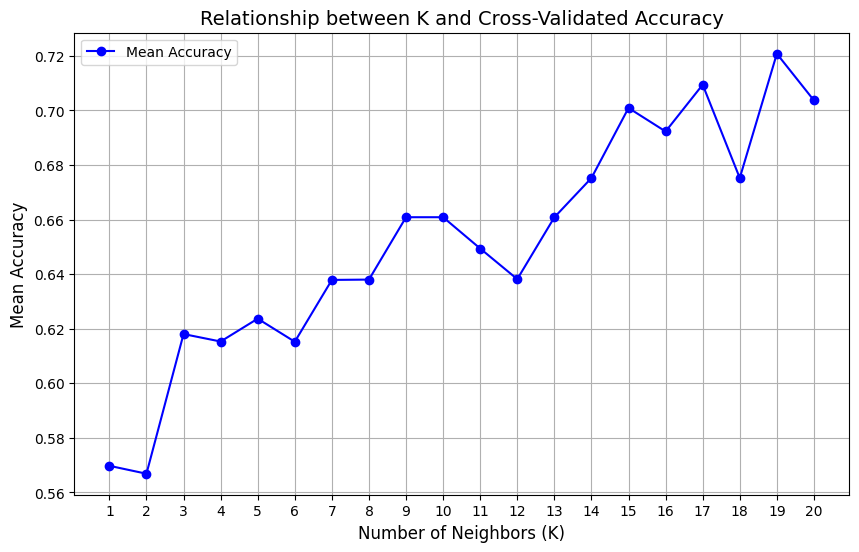 Relationship between K and Cross-Validated Accuracy
Mean Accuracy
Mean Accuracy
0.72
0.70
0.68
0.66
0.64
0.62
0.60
0.58
0.56
1 2 3 4 5 6 7 8 9 10 11 12 13 14 15 16 17 18 19 20
Number of Neighbors (K)